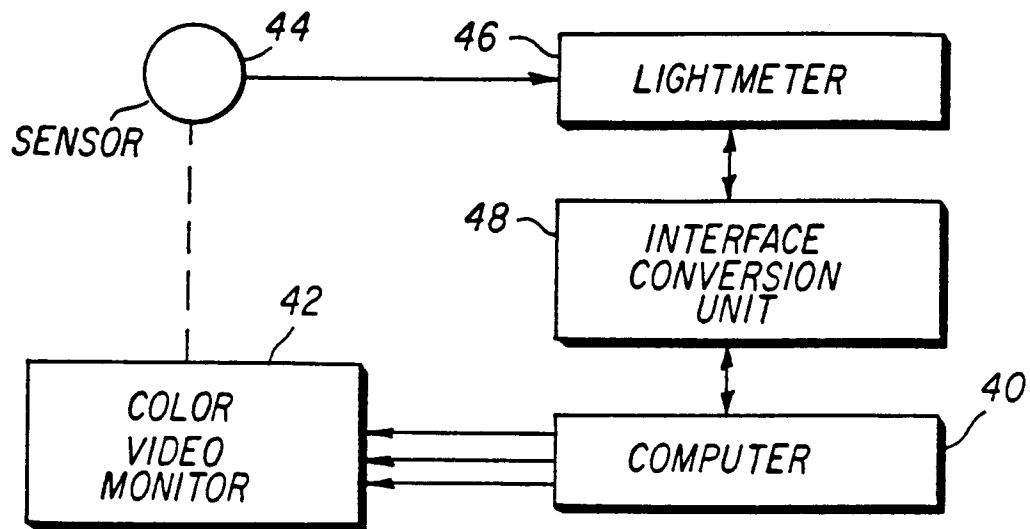 44
SENSOR
46
LIGHTMETER
48
INTERFACE
CONVERSION
UNIT
42
COLOR
VIDEO
MONITOR
40
COMPUTER